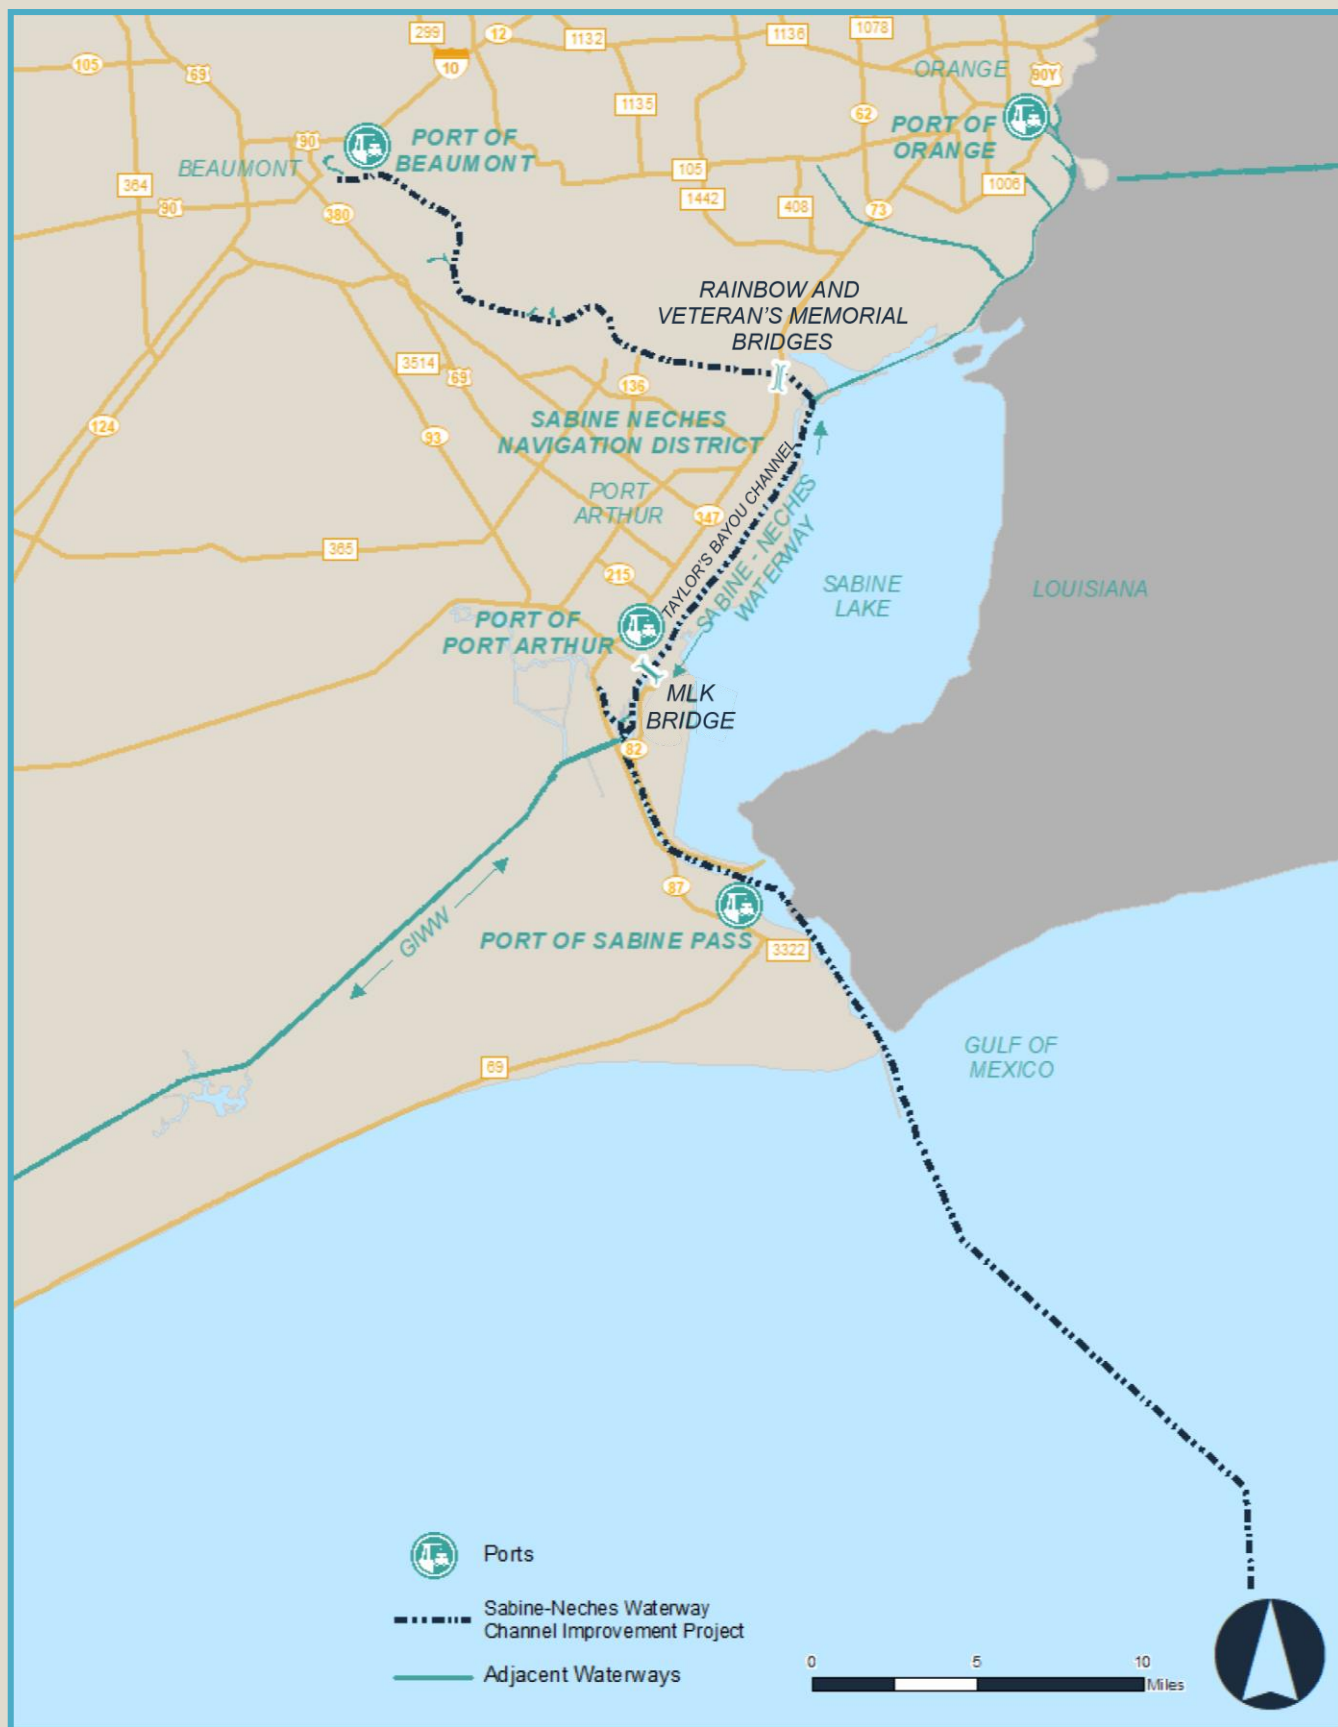 299
12
1132
1136
1078
105
69
10
ORANGE
90Y
1135
62
PORT OF
ORANGE
90
PORT OF
BEAUMONT
BEAUMONT
364
105
1006
1442
408
73
90
380
RAINBOW AND
VETERAN'S MEMORIAL
BRIDGES
3514
69
136
124
93
SABINE NECHES
NAVIGATION DISTRICT
PORT
ARTHUR
347
TAYLOR'S BAYOU CHANNEL
SABINE - NECHES
WATERWAY
365
215
SABINE
LAKE
LOUISIANA
PORT OF
PORT ARTHUR
MLK
BRIDGE
82
87
GIWW
PORT OF SABINE PASS
3322
69
GULF OF
MEXICO
Ports
Sabine-Neches Waterway
Channel Improvement Project
Adjacent Waterways
0 5 10
Miles